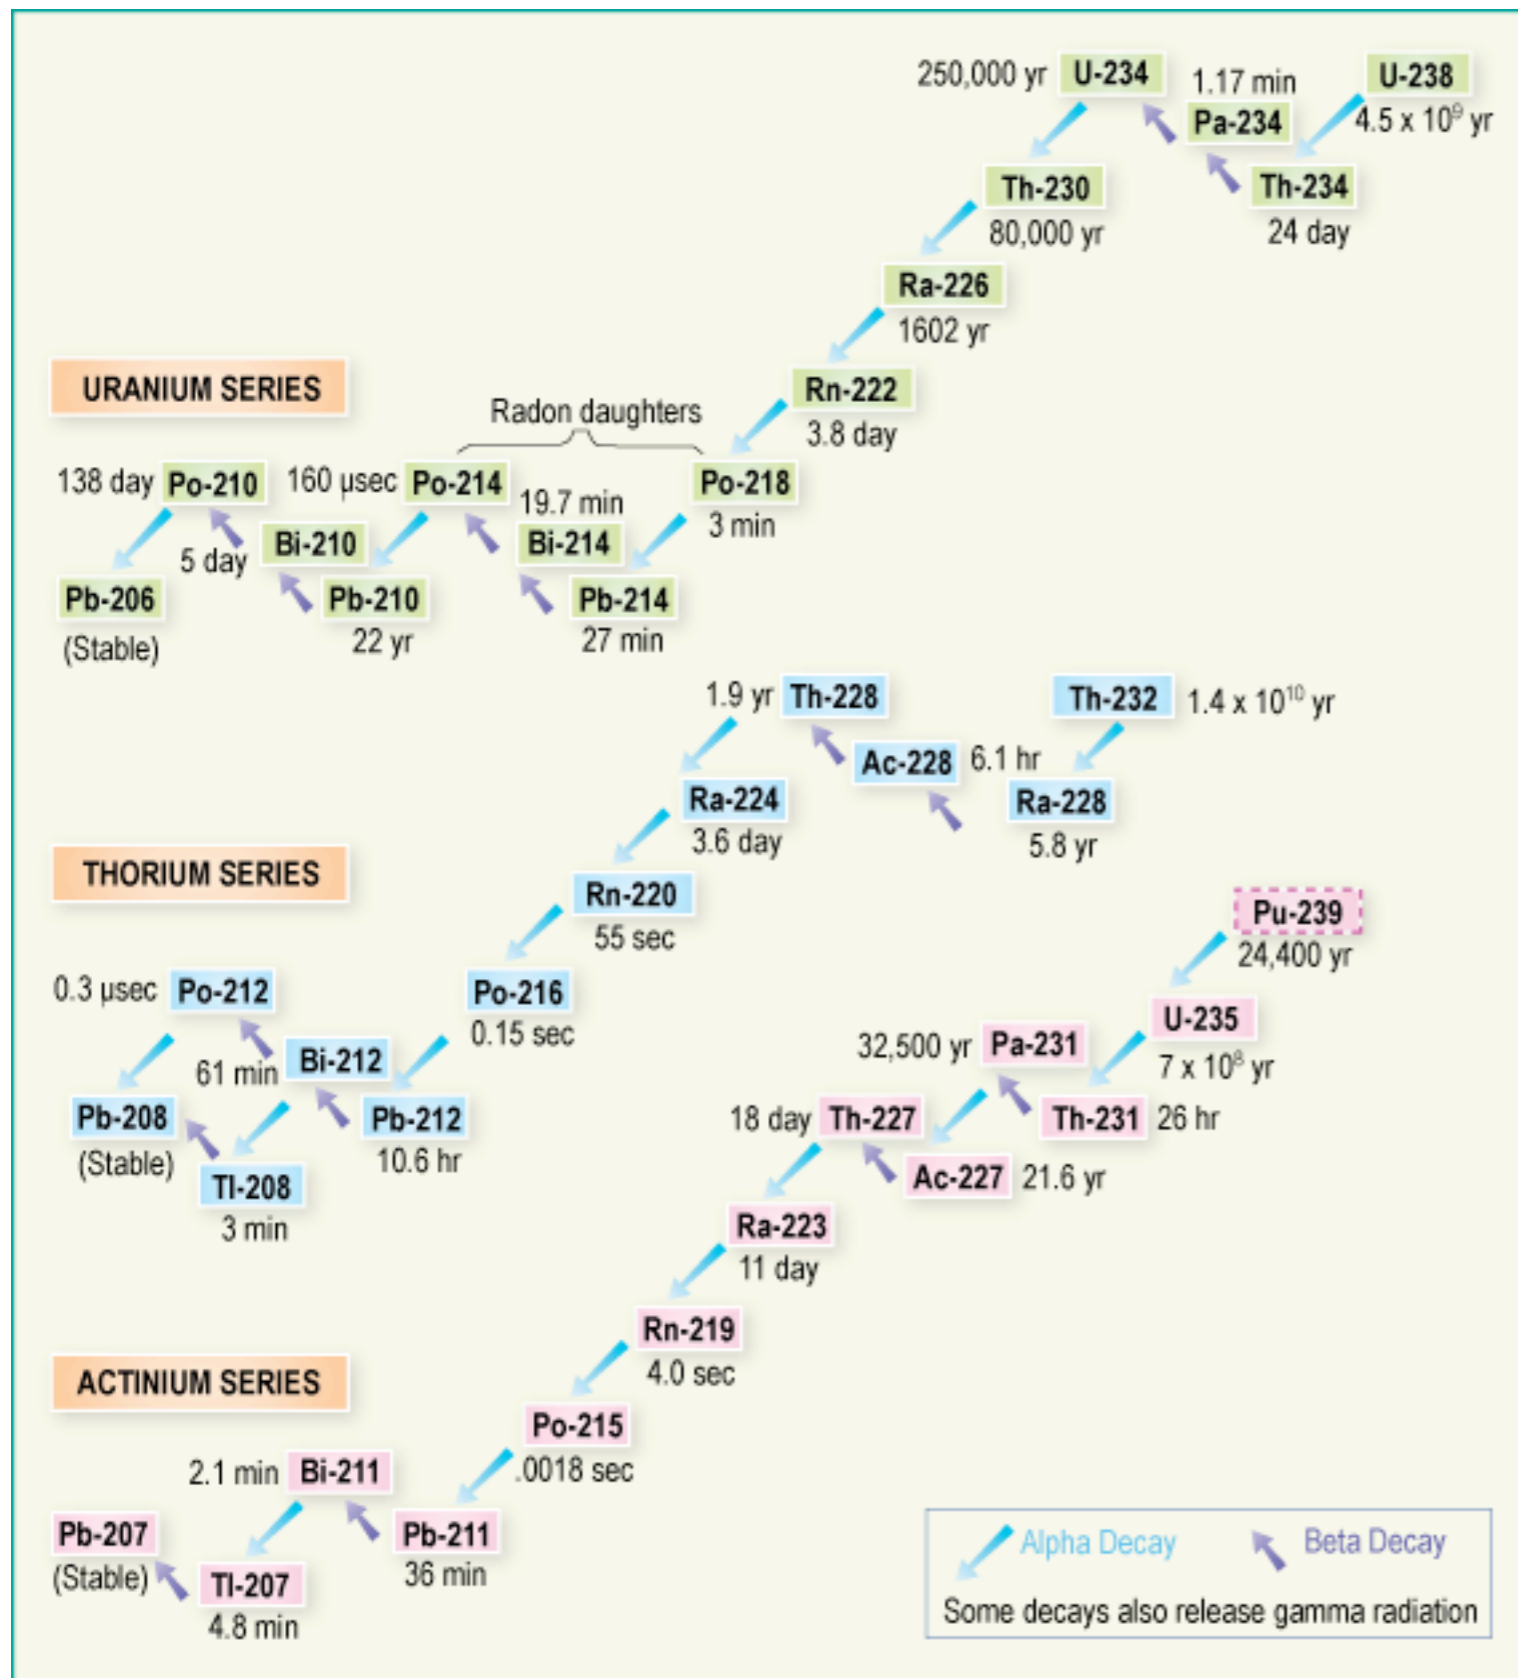 250,000 yr
U-234
1.17 min
U-238
Pa-234
4.5 x 10⁹ yr
Th-230
Th-234
80,000 yr
24 day
Ra-226
1602 yr
URANIUM SERIES
Rn-222
Radon daughters
3.8 day
138 day
Po-210
160 µsec
Po-214
19.7 min
Po-218
3 min
5 day
Bi-210
Bi-214
Pb-206
Pb-210
Pb-214
(Stable)
22 yr
27 min
1.9 yr
Th-228
Th-232
1.4 x 10¹⁰ yr
Ac-228
6.1 hr
Ra-224
Ra-228
3.6 day
5.8 yr
THORIUM SERIES
Rn-220
55 sec
Pu-239
24,400 yr
0.3 µsec
Po-212
Po-216
0.15 sec
U-235
7 x 10⁸ yr
61 min
Bi-212
32,500 yr
Pa-231
Pb-208
Pb-212
18 day
Th-227
Th-231
26 hr
(Stable)
10.6 hr
Tl-208
Ac-227
21.6 yr
3 min
Ra-223
11 day
Rn-219
4.0 sec
ACTINIUM SERIES
Po-215
.0018 sec
2.1 min
Bi-211
Pb-207
Pb-211
(Stable)
36 min
Tl-207
4.8 min
Alpha Decay
Beta Decay
Some decays also release gamma radiation